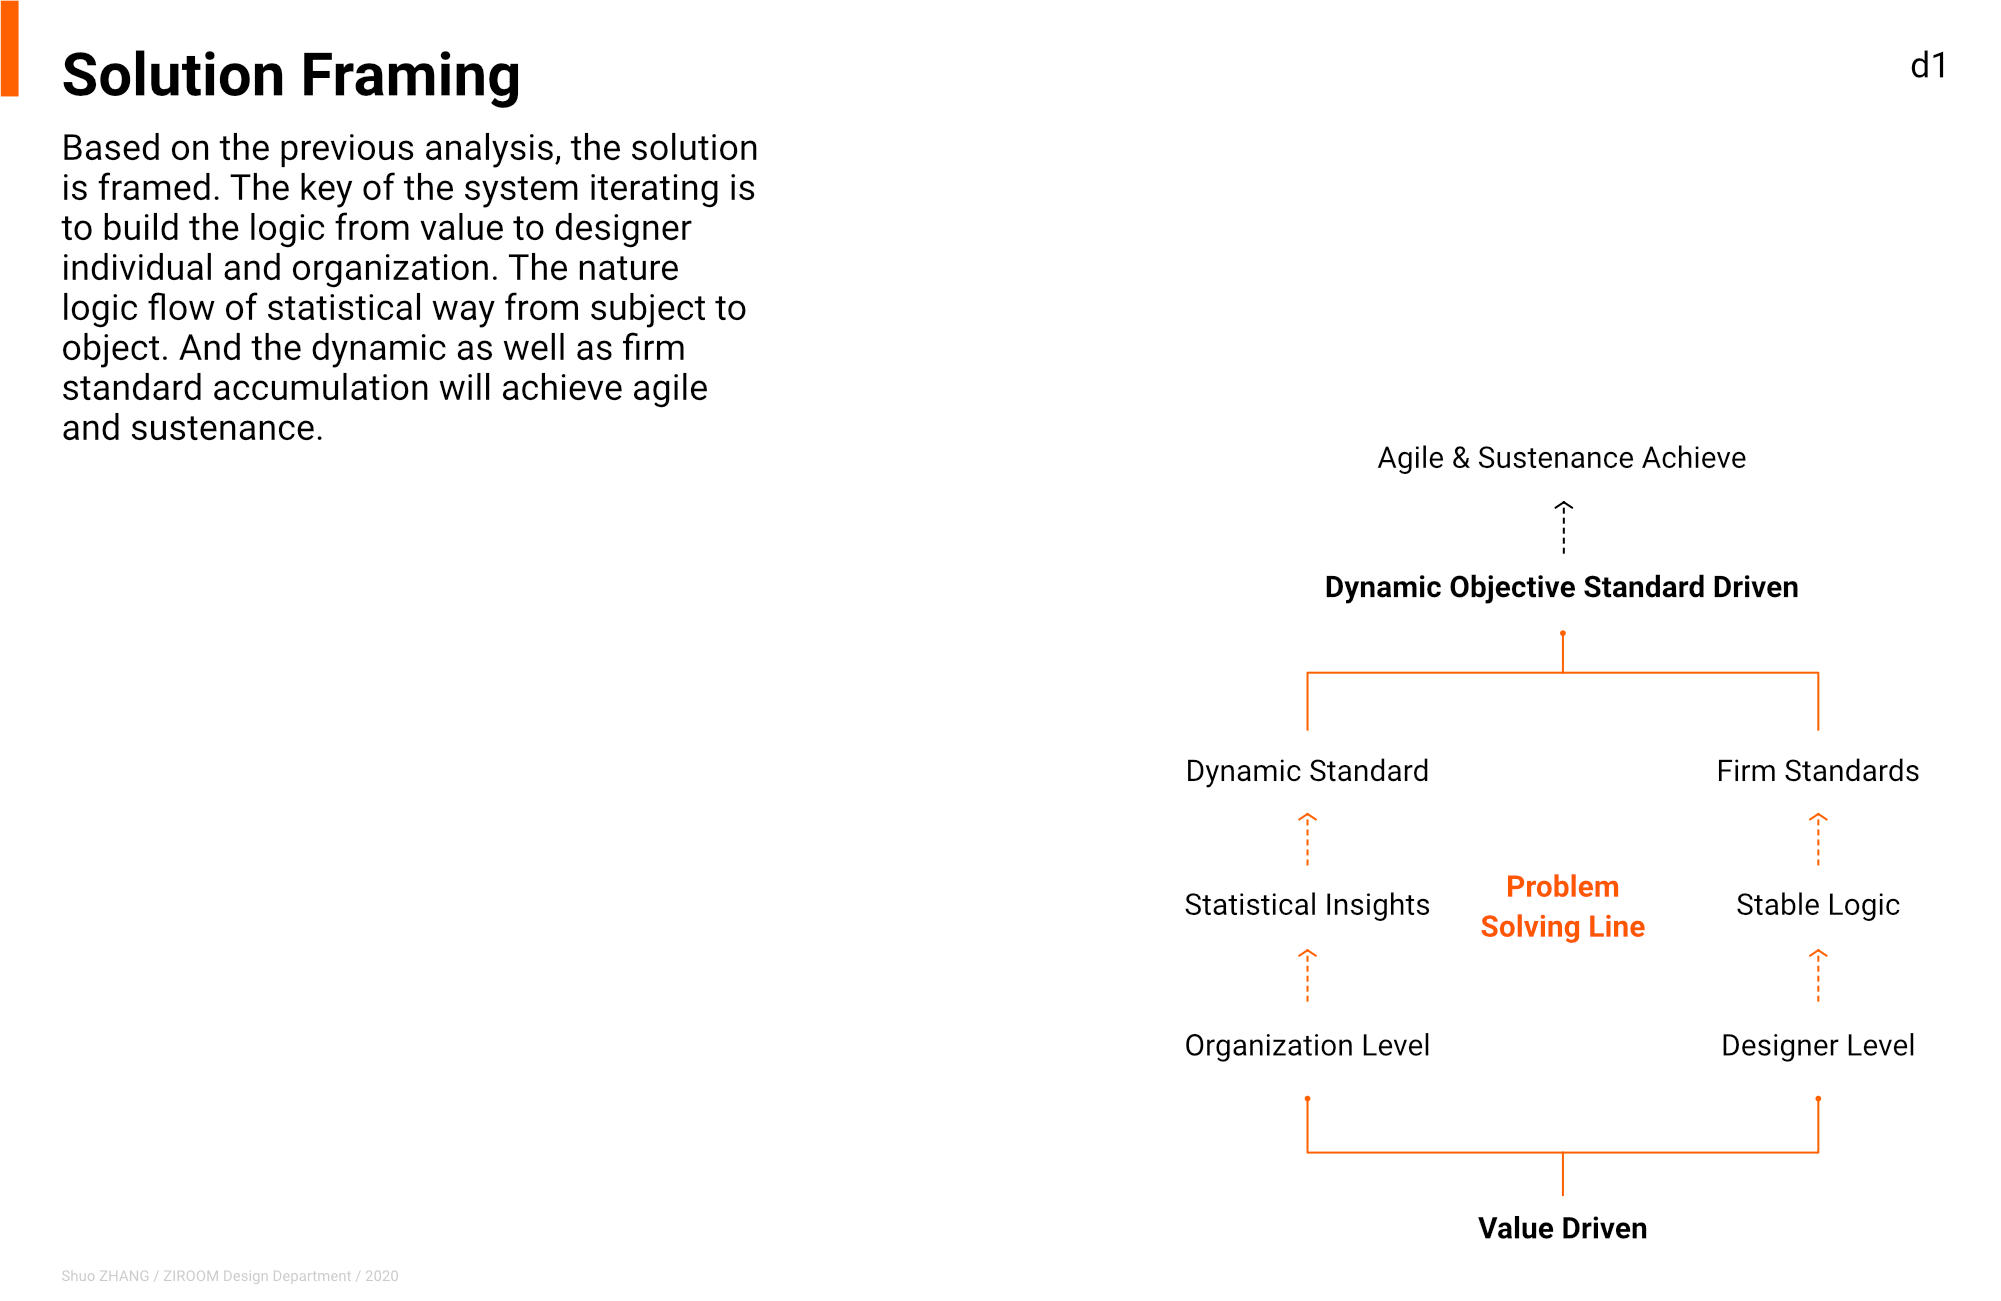 Solution Framing
d1
Based on the previous analysis, the solution
is framed. The key of the system iterating is
to build the logic from value to designer
individual and organization. The nature
logic flow of statistical way from subject to
object. And the dynamic as well as firm
standard accumulation will achieve agile
and sustenance.
Agile & Sustenance Achieve
Dynamic Objective Standard Driven
Dynamic Standard
Firm Standards
Statistical Insights
Problem
Solving Line
Stable Logic
Organization Level
Designer Level
Value Driven
Shuo ZHANG / ZIROOM Design Department / 2020